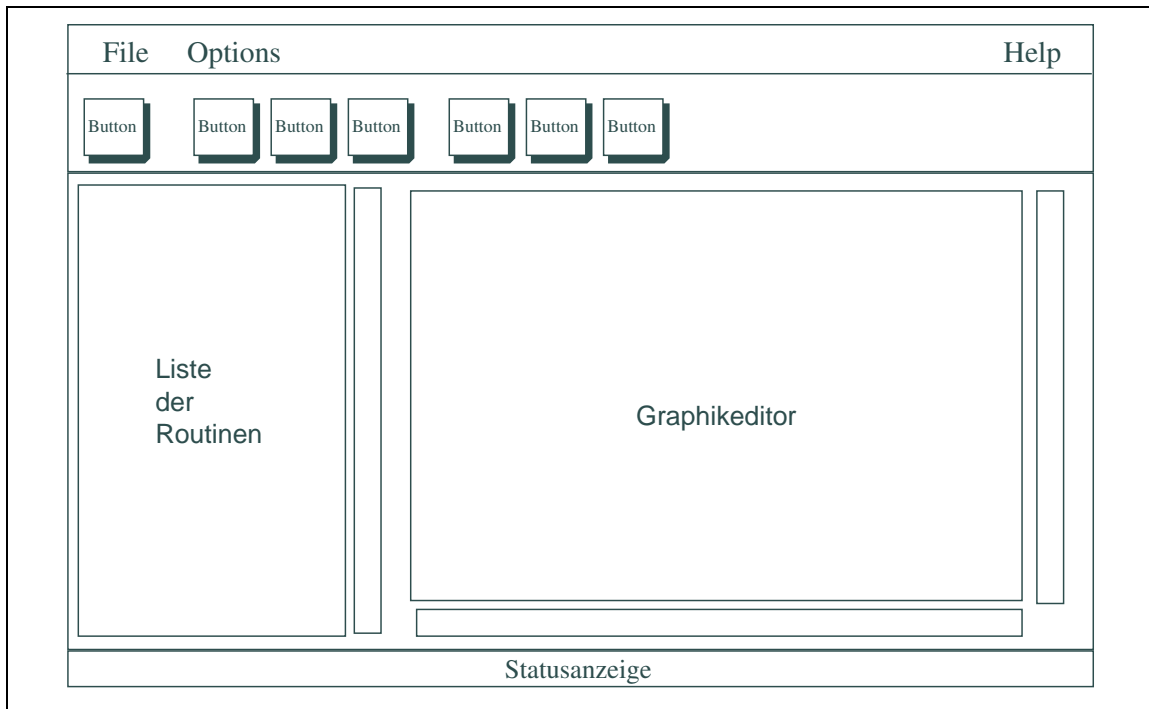 File Options Help
Button Button Button Button Button Button Button
Liste
der
Routinen
Graphikeditor
Statusanzeige